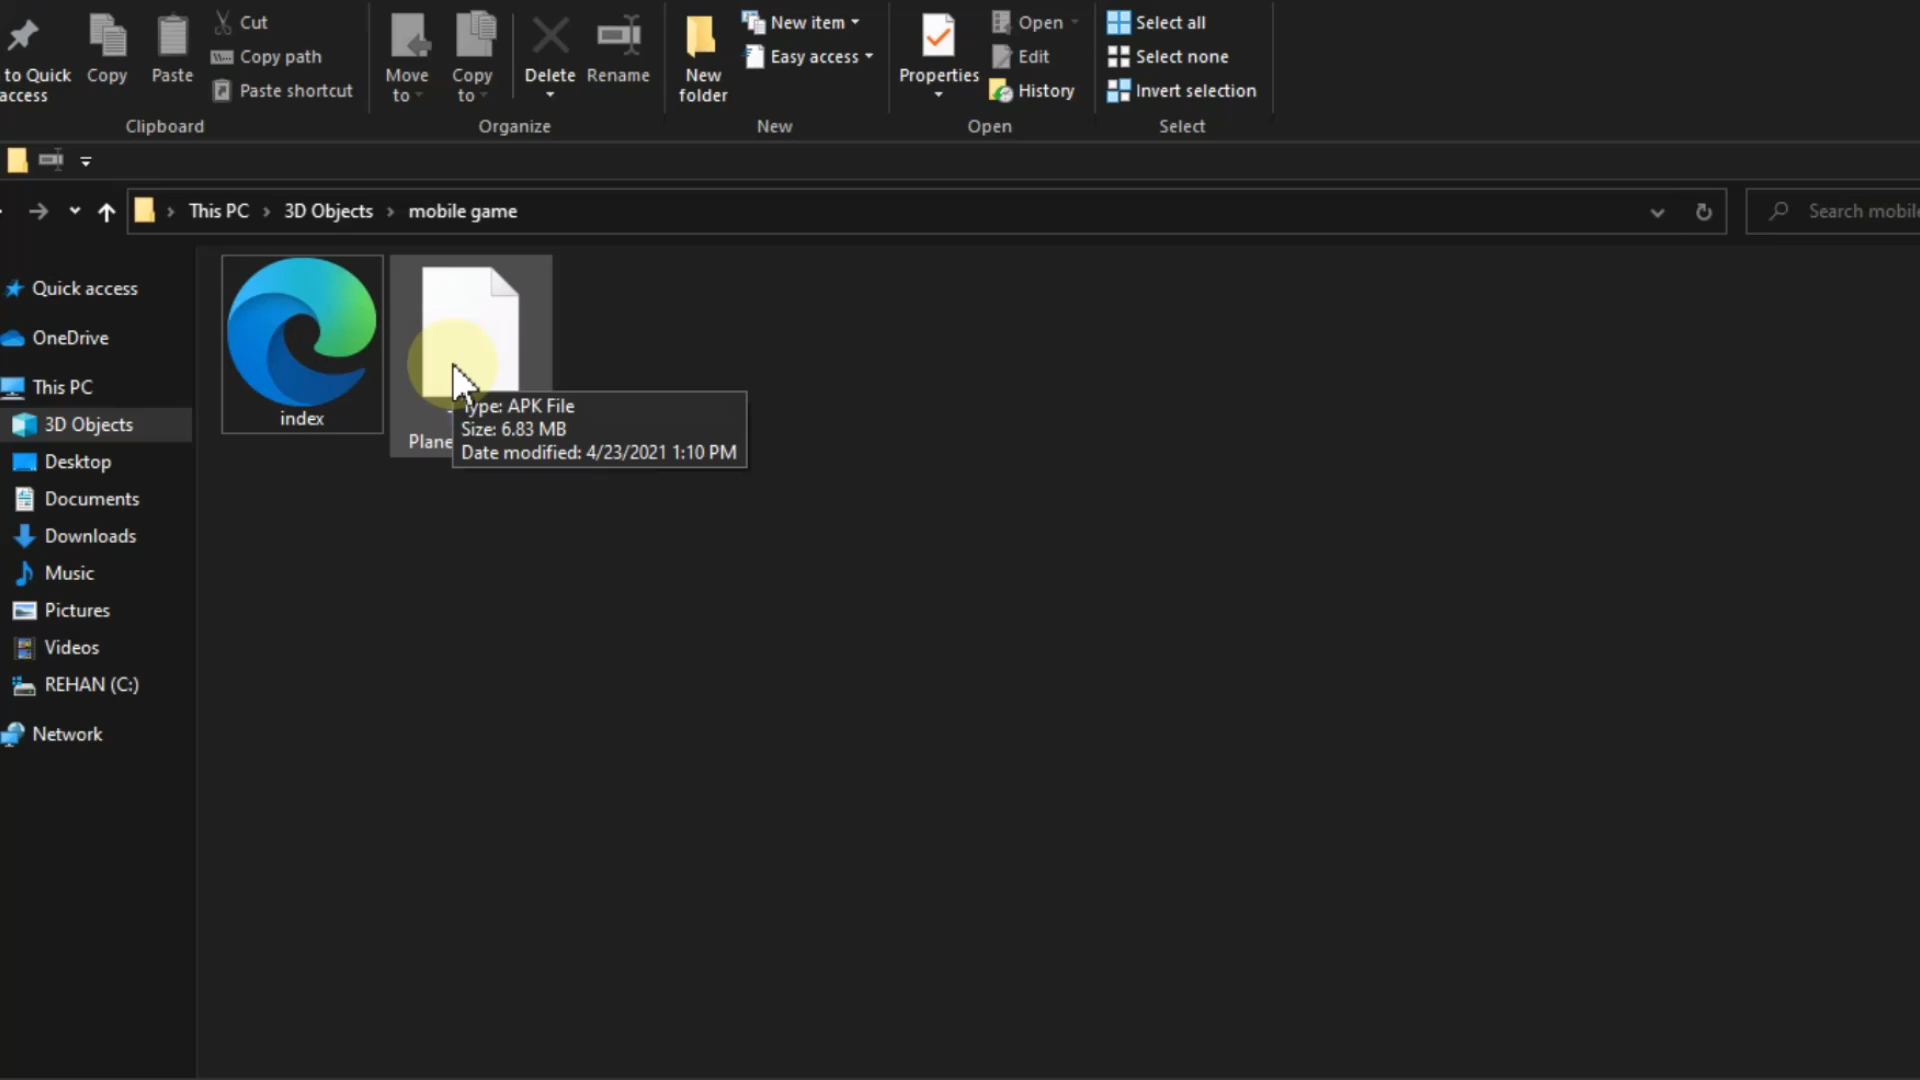 Cut
Copy path
Paste shortcut
to Quick
access
Copy
Paste
Clipboard
Move
to
Copy
to
Delete
Rename
Organize
New
folder
New item
Easy access
New
Properties
Open
Edit
History
Open
Select all
Select none
Invert selection
Select
This PC
3D Objects
mobile game
Search mobile
Quick access
OneDrive
This PC
3D Objects
Desktop
Documents
Downloads
Music
Pictures
Videos
REHAN (C:)
Network
index
Plane
Type: APK File
Size: 6.83 MB
Date modified: 4/23/2021 1:10 PM